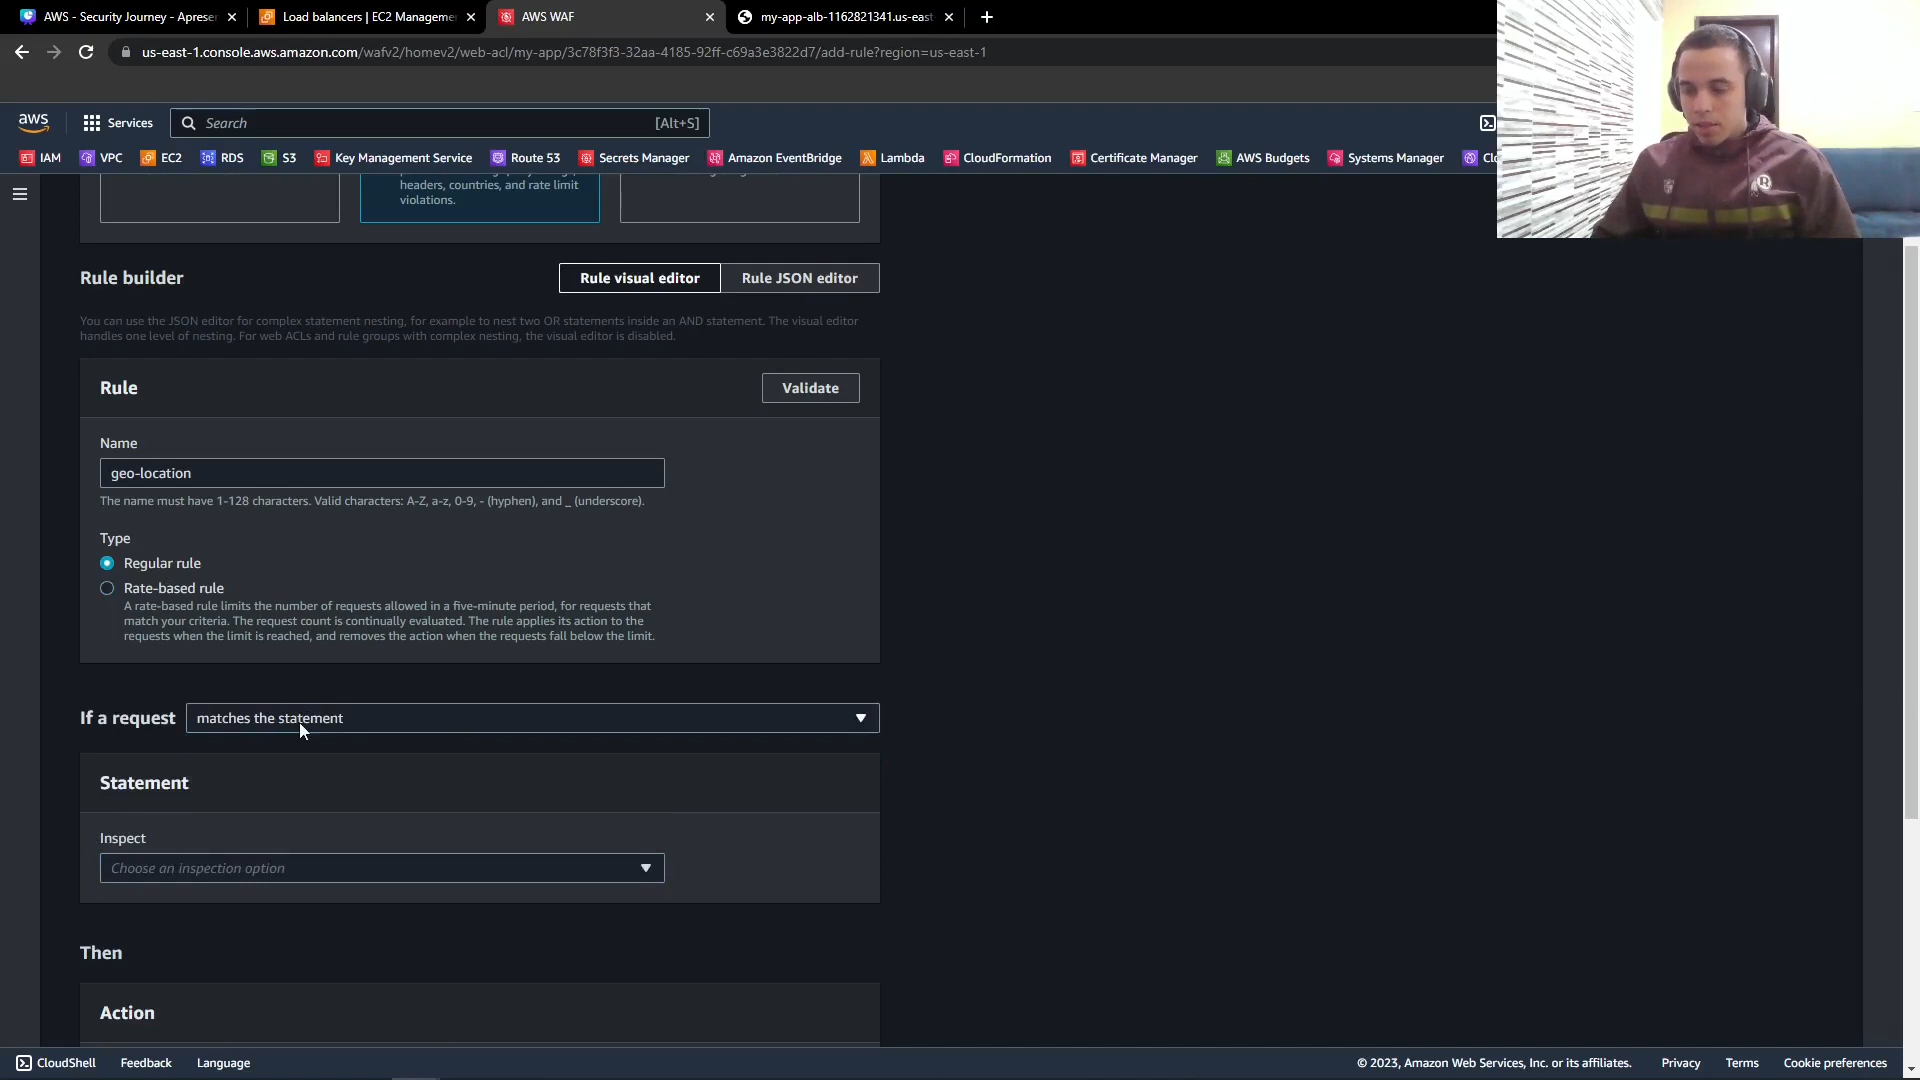 AWS - Security Journey - Aprese
Load balancers | EC2 Manageme
AWS WAF
my-app-alb-1162821341.us-east
us-east-1.console.aws.amazon.com/wafv2/homev2/web-acl/my-app/3c78f3f3-32aa-4185-92ff-c69a3e3822d7/add-rule?region=us-east-1
aws
Services
Search
[Alt+S]
IAM
VPC
EC2
RDS
S3
Key Management Service
Route 53
Secrets Manager
Amazon EventBridge
Lambda
CloudFormation
Certificate Manager
AWS Budgets
Systems Manager
headers, countries, and rate limit
violations.
Rule builder
Rule visual editor
Rule JSON editor
You can use the JSON editor for complex statement nesting, for example to nest two OR statements inside an AND statement. The visual editor
handles one level of nesting. For web ACLs and rule groups with complex nesting, the visual editor is disabled.
Rule
Validate
Name
geo-location
The name must have 1-128 characters. Valid characters: A-Z, a-z, 0-9, - (hyphen), and _ (underscore).
Type
Regular rule
Rate-based rule
A rate-based rule limits the number of requests allowed in a five-minute period, for requests that
match your criteria. The request count is continually evaluated. The rule applies its action to the
requests when the limit is reached, and removes the action when the requests fall below the limit.
If a request
matches the statement
Statement
Inspect
Choose an inspection option
Then
Action
CloudShell
Feedback
Language
© 2023, Amazon Web Services, Inc. or its affiliates.
Privacy
Terms
Cookie preferences